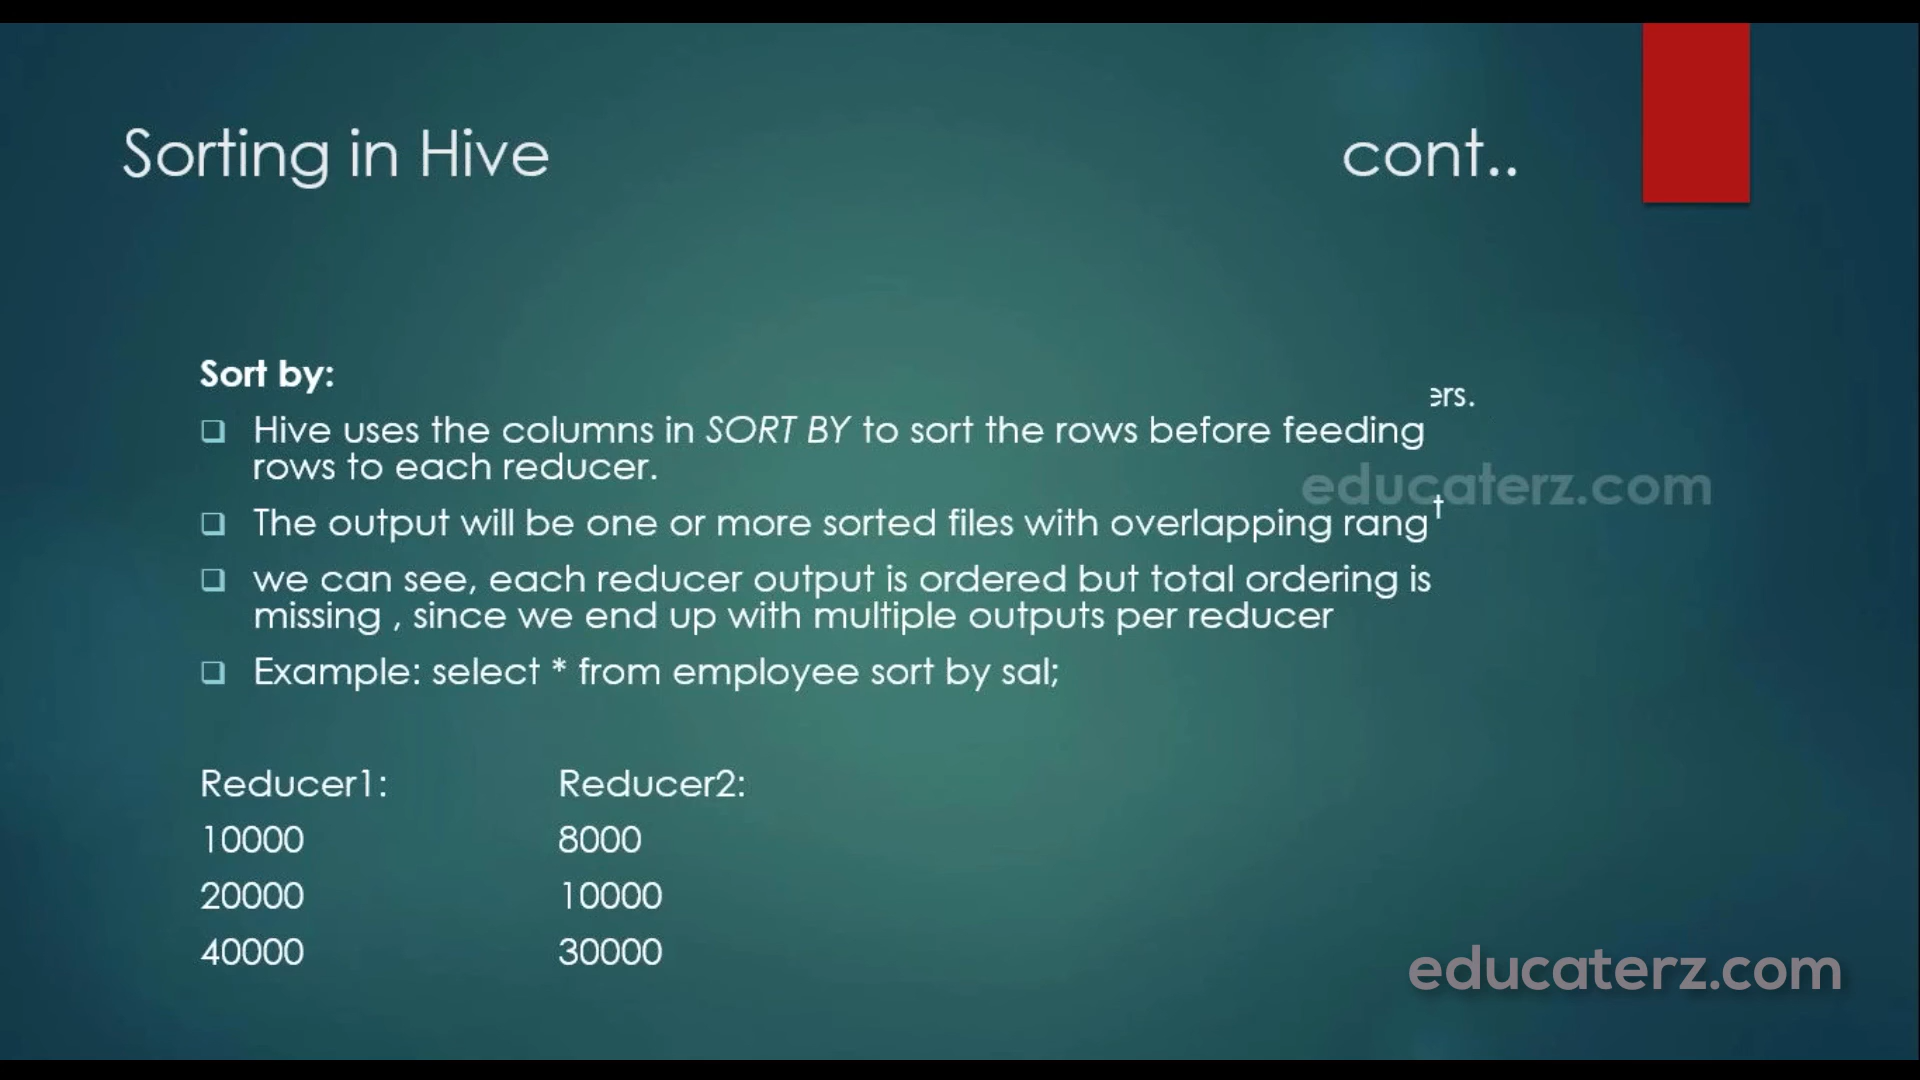 Sorting in Hive cont..
Sort by:
ers.
Hive uses the columns in SORT BY to sort the rows before feeding
rows to each reducer.
educaterz.com
t
The output will be one or more sorted files with overlapping rang
we can see, each reducer output is ordered but total ordering is
missing , since we end up with multiple outputs per reducer
Example: select * from employee sort by sal;
Reducer1: Reducer2:
10000 8000
20000 10000
40000 30000
educaterz.com